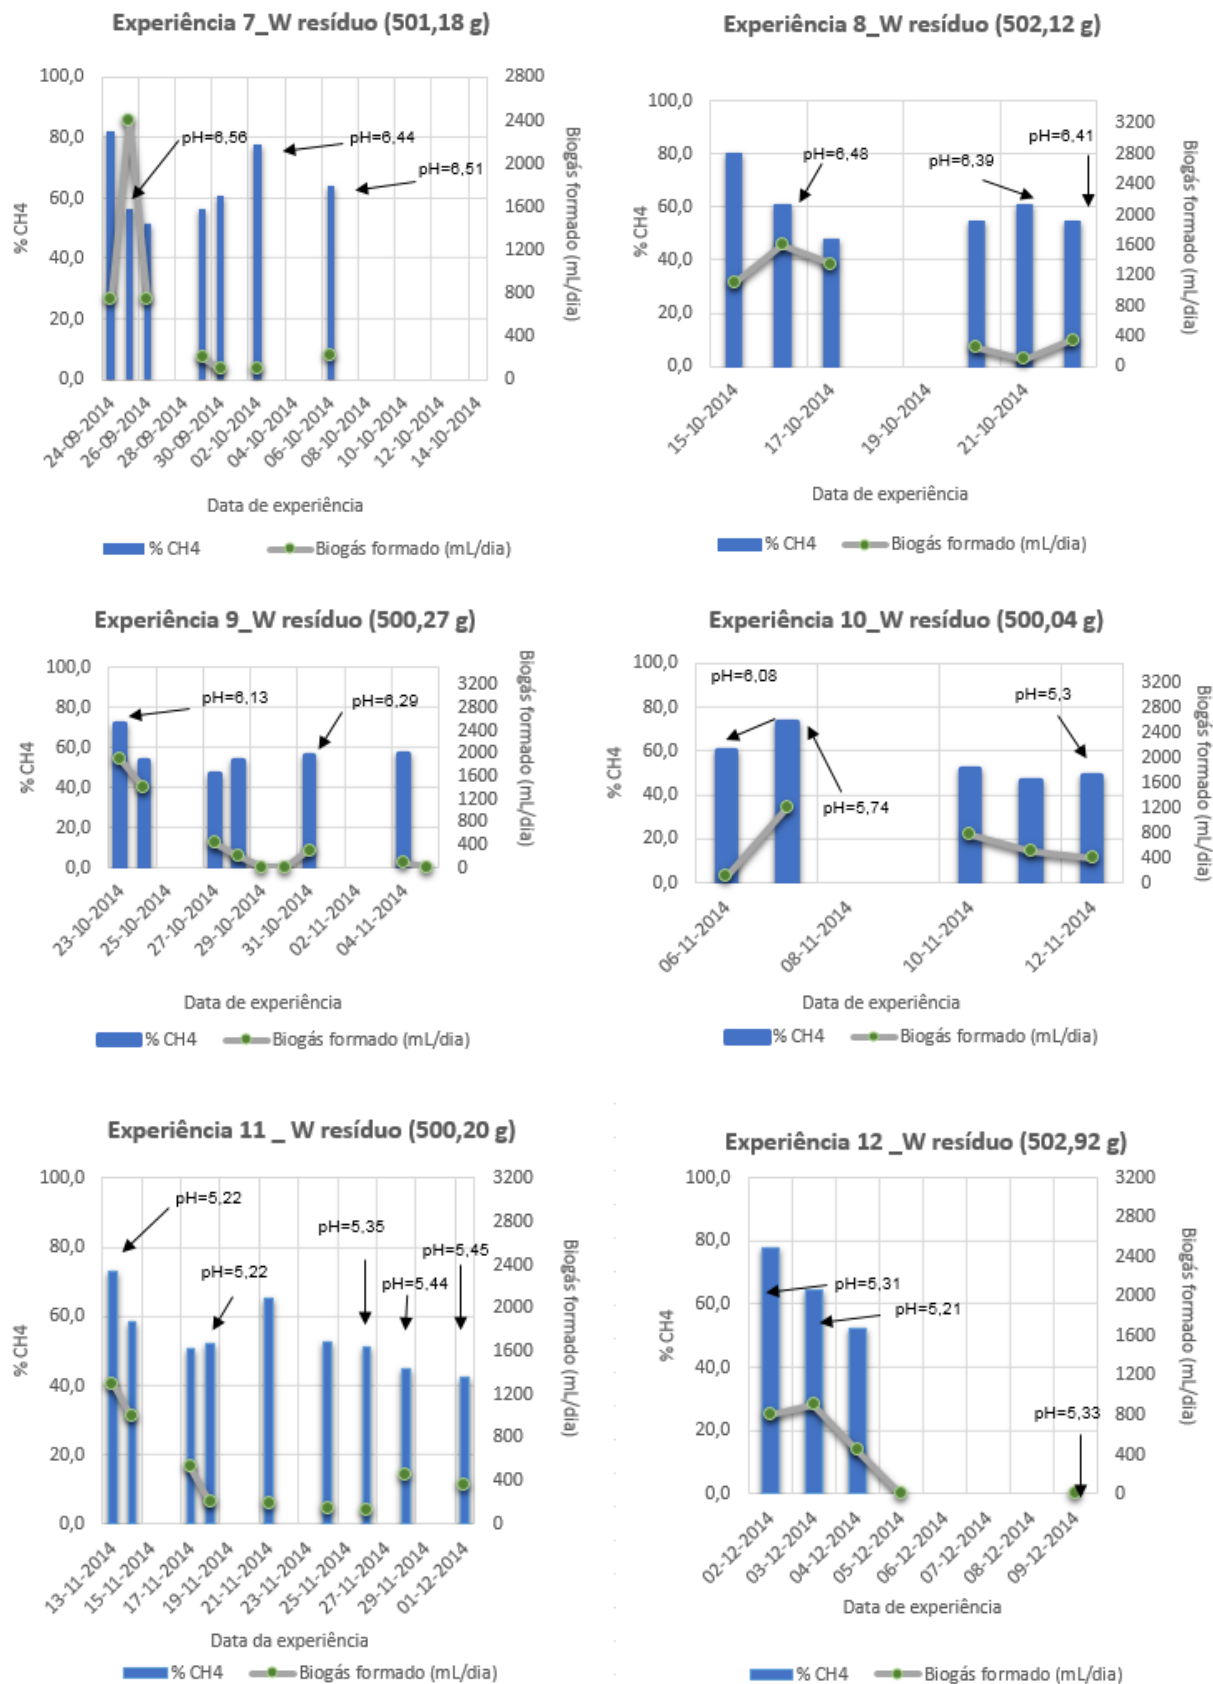 Experiência 7_W resíduo (501,18 g)
100,0
80,0
60,0
40,0
20,0
0,0
% CH4
2800
2400
2000
1600
1200
800
400
0
Biogás formado (mL/dia)
pH=6,56
pH=6,44
pH=6,51
24-09-2014
26-09-2014
28-09-2014
30-09-2014
02-10-2014
04-10-2014
06-10-2014
08-10-2014
10-10-2014
12-10-2014
14-10-2014
Data de experiência
% CH4
Biogás formado (mL/dia)
Experiência 8_W resíduo (502,12 g)
100,0
80,0
60,0
40,0
20,0
0,0
% CH4
3200
2800
2400
2000
1600
1200
800
400
0
Biogás formado (mL/dia)
pH=6,48
pH=6,39
pH=6,41
15-10-2014
17-10-2014
19-10-2014
21-10-2014
Data de experiência
% CH4
Biogás formado (mL/dia)
Experiência 9_W resíduo (500,27 g)
100,0
80,0
60,0
40,0
20,0
0,0
% CH4
3200
2800
2400
2000
1600
1200
800
400
0
Biogás formado (mL/dia)
pH=6,13
pH=6,29
23-10-2014
25-10-2014
27-10-2014
29-10-2014
31-10-2014
02-11-2014
04-11-2014
Data de experiência
% CH4
Biogás formado (mL/dia)
Experiência 10_W resíduo (500,04 g)
100,0
80,0
60,0
40,0
20,0
0,0
% CH4
3200
2800
2400
2000
1600
1200
800
400
0
Biogás formado (mL/dia)
pH=6,08
pH=5,74
pH=5,3
06-11-2014
08-11-2014
10-11-2014
12-11-2014
Data de experiência
% CH4
Biogás formado (mL/dia)
Experiência 11 _ W resíduo (500,20 g)
100,0
80,0
60,0
40,0
20,0
0,0
% CH4
3200
2800
2400
2000
1600
1200
800
400
0
Biogás formado (mL/dia)
pH=5,22
pH=5,22
pH=5,35
pH=5,44
pH=5,45
13-11-2014
15-11-2014
17-11-2014
19-11-2014
21-11-2014
23-11-2014
25-11-2014
27-11-2014
29-11-2014
01-12-2014
Data da experiência
% CH4
Biogás formado (mL/dia)
Experiência 12 _W resíduo (502,92 g)
100,0
80,0
60,0
40,0
20,0
0,0
% CH4
3200
2800
2400
2000
1600
1200
800
400
0
Biogás formado (mL/dia)
pH=5,31
pH=5,21
pH=5,33
02-12-2014
03-12-2014
04-12-2014
05-12-2014
06-12-2014
07-12-2014
08-12-2014
09-12-2014
Data de experiência
% CH4
Biogás formado (mL/dia)